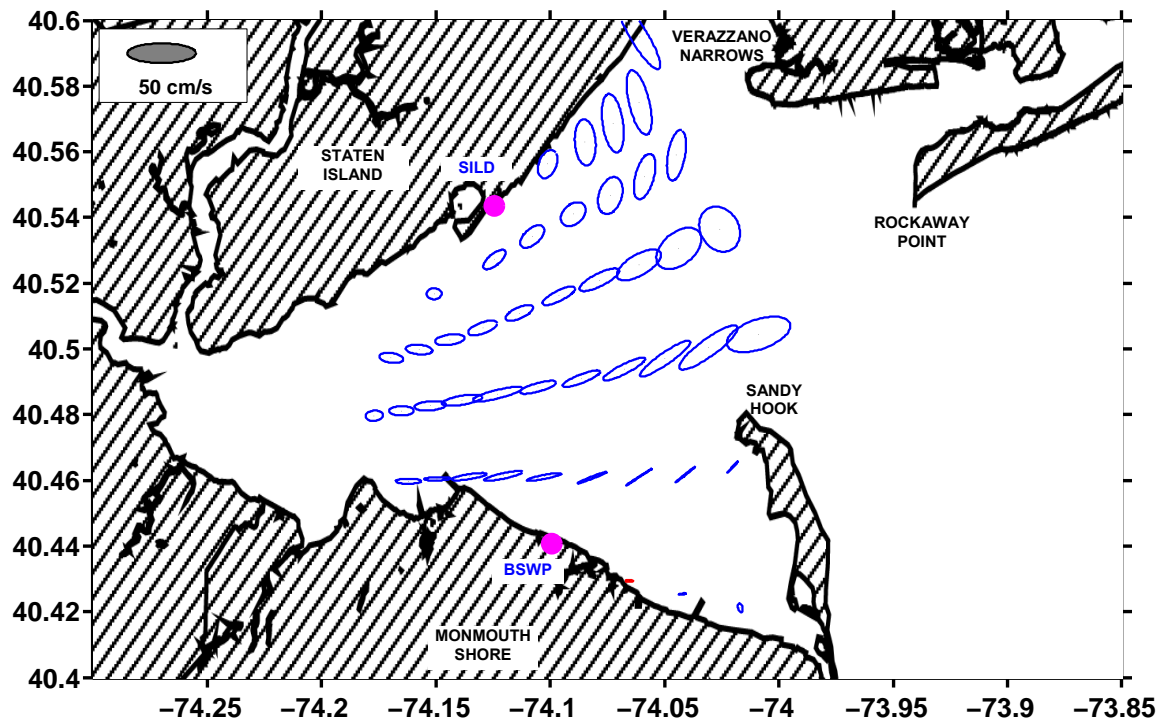 40.6
40.58
40.56
40.54
40.52
40.5
40.48
40.46
40.44
40.42
40.4
50 cm/s
VERAZZANO
NARROWS
STATEN
ISLAND
SILD
ROCKAWAY
POINT
SANDY
HOOK
BSWP
MONMOUTH
SHORE
−74.25
−74.2
−74.15
−74.1
−74.05
−74
−73.95
−73.9
−73.85